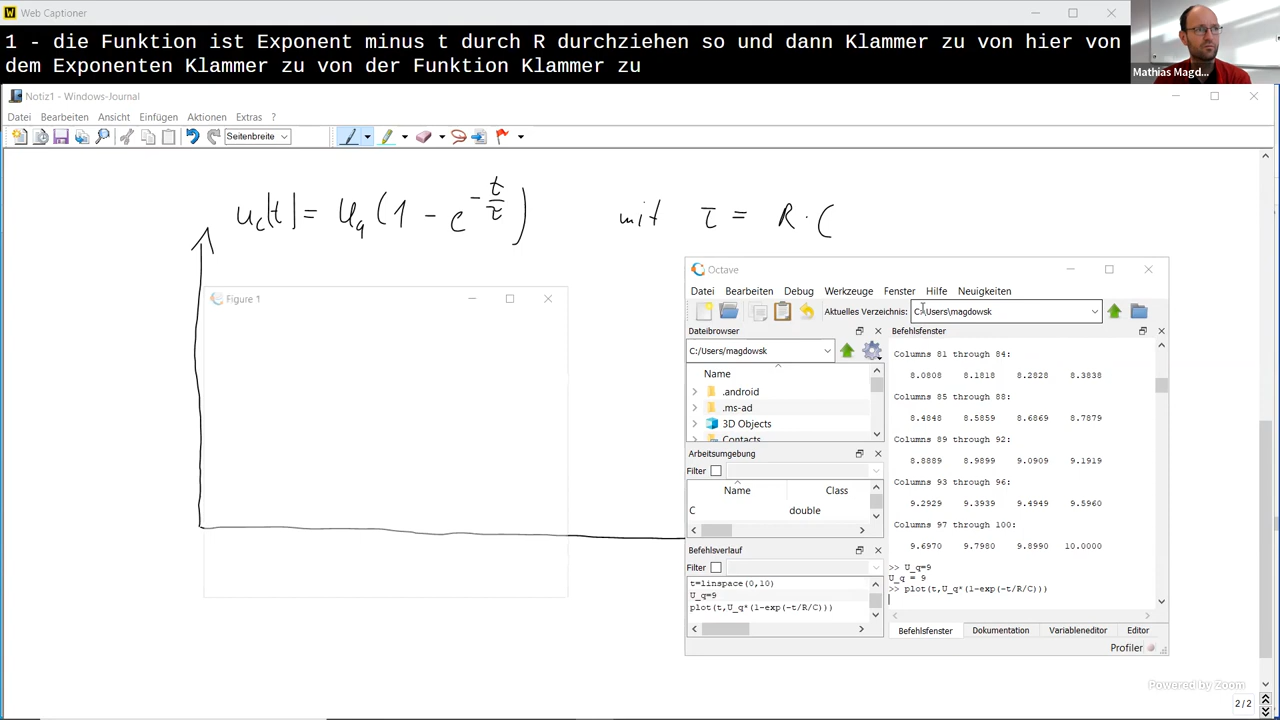 Web Captioner
1 - die Funktion ist Exponent minus t durch R durchziehen so und dann Klammer zu von hier von
dem Exponenten Klammer zu von der Funktion Klammer zu
Mathias Magd...
Notiz1 - Windows-Journal
Datei Bearbeiten Ansicht Einfügen Aktionen Extras ?
Seitenbreite
u_c(t) = U_q (1 - e^{-t/τ}) mit τ = R · C
Figure 1
Octave
Datei Bearbeiten Debug Werkzeuge Fenster Hilfe Neuigkeiten
Aktuelles Verzeichnis: C:\Users\magdowsk
Dateibrowser
C:/Users/magdowsk
Name
.android
.ms-ad
3D Objects
Contacts
Arbeitsumgebung
Filter
Name Class
C double
Befehlsverlauf
Filter
t=linspace(0,10)
U_q=9
plot(t,U_q*(1-exp(-t/R/C)))
Befehlsfenster
Columns 81 through 84:
8.0808 8.1818 8.2828 8.3838
Columns 85 through 88:
8.4848 8.5859 8.6869 8.7879
Columns 89 through 92:
8.8889 8.9899 9.0909 9.1919
Columns 93 through 96:
9.2929 9.3939 9.4949 9.5960
Columns 97 through 100:
9.6970 9.7980 9.8990 10.0000
>> U_q=9
U_q = 9
>> plot(t,U_q*(1-exp(-t/R/C)))
Befehlsfenster Dokumentation Variableneditor Editor
Profiler
Powered by Zoom
2/2